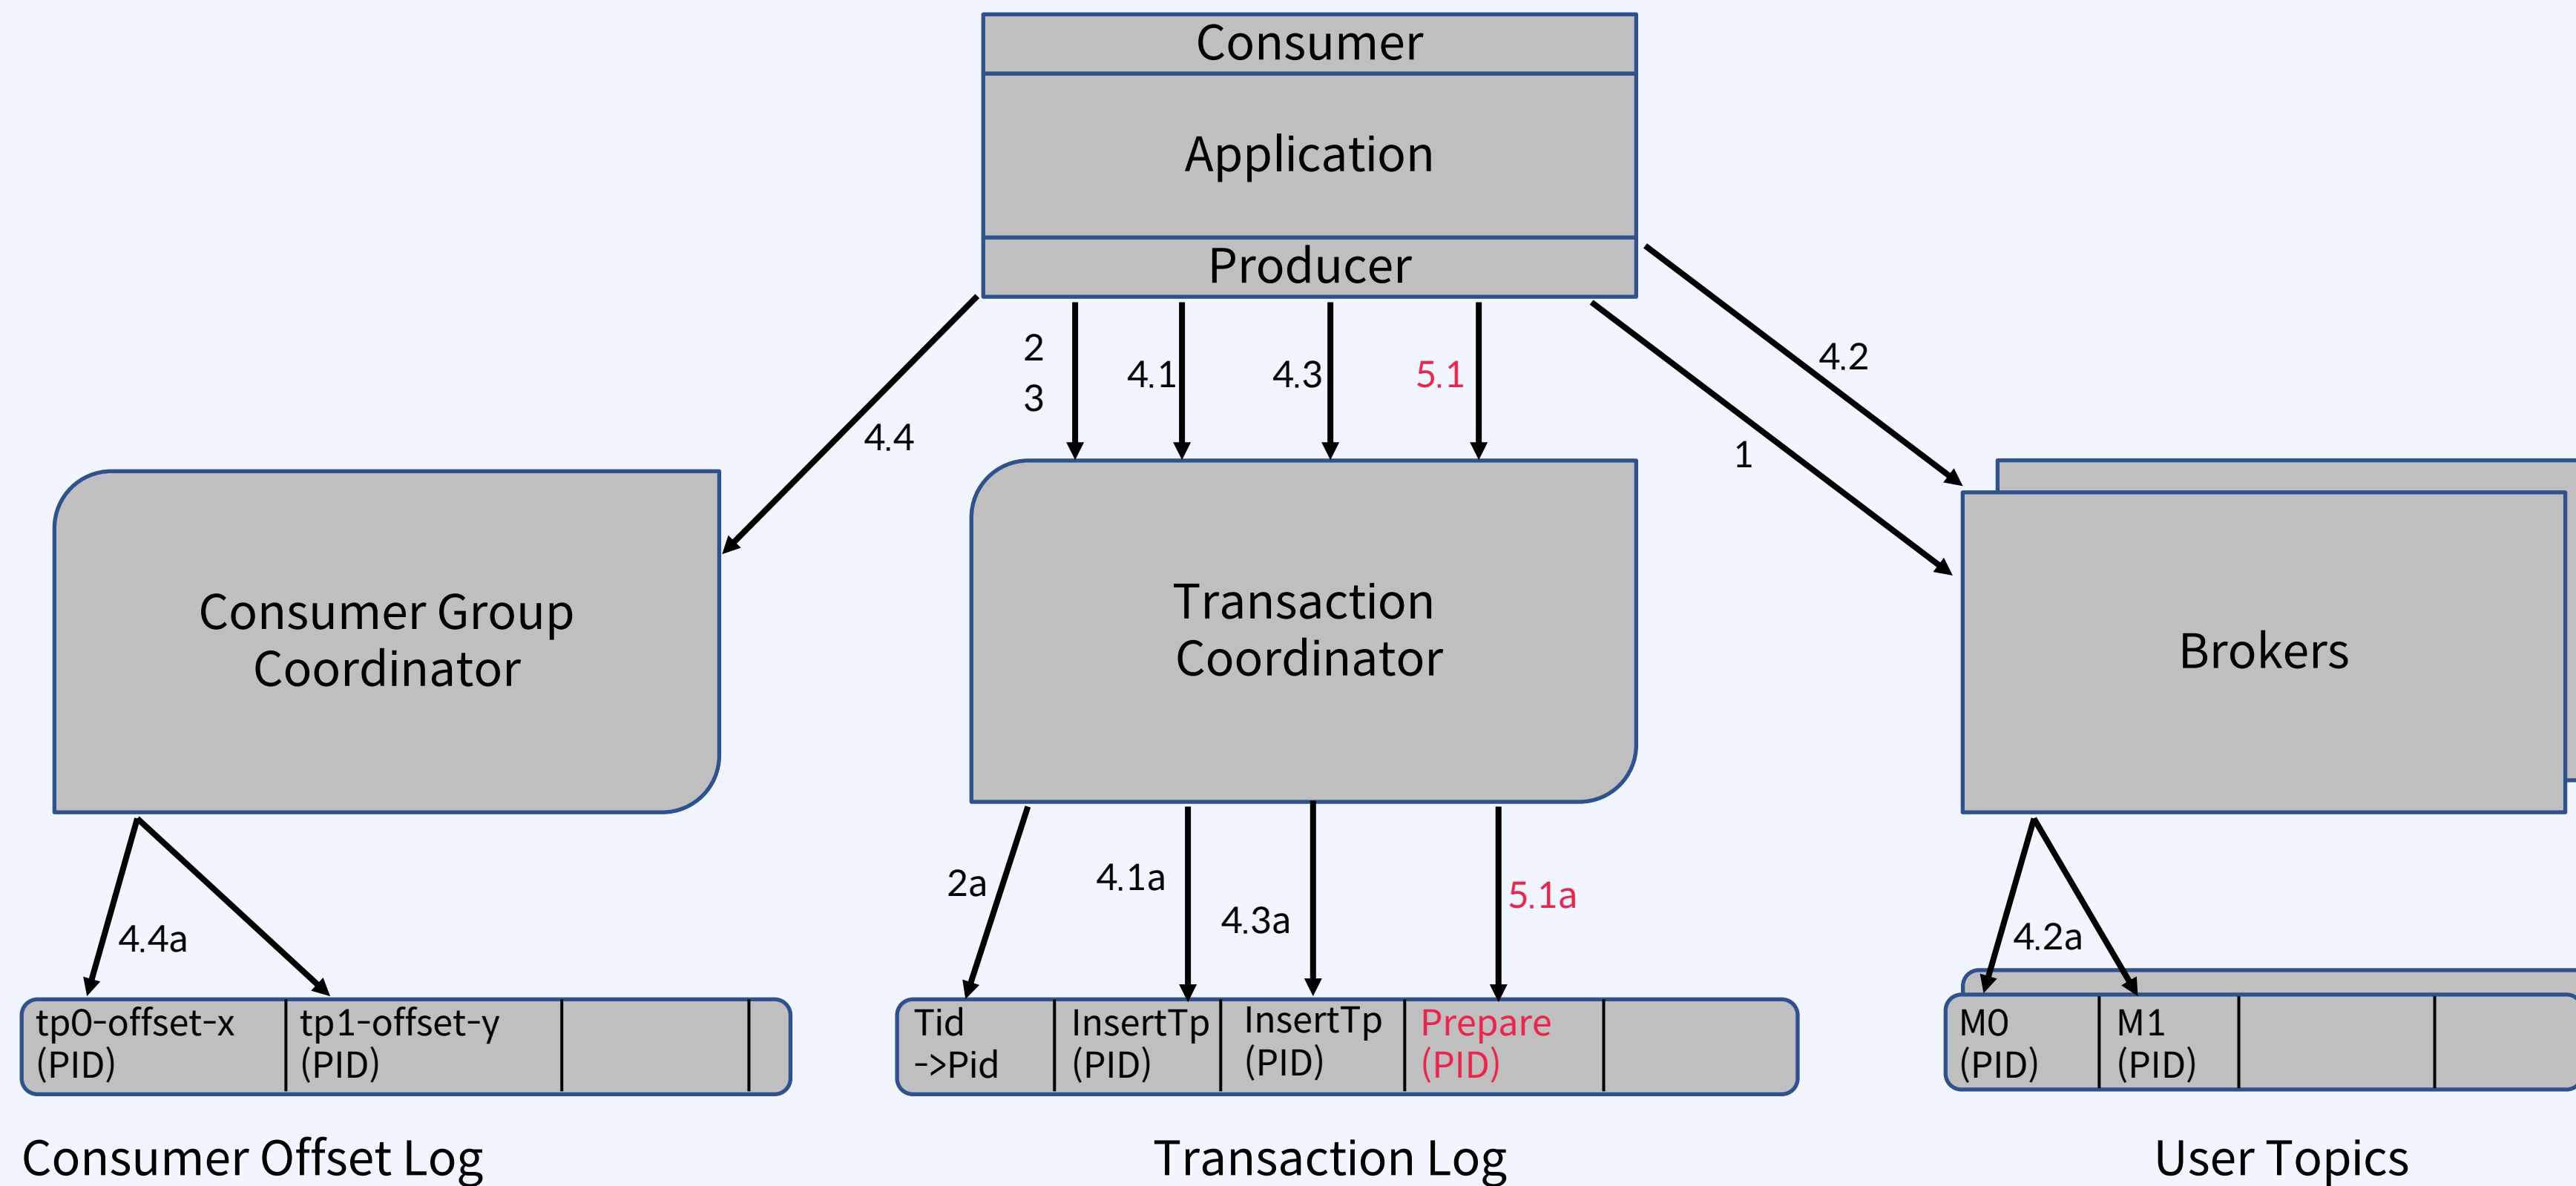 Consumer
Application
Producer
2
3
4.1
4.3
5.1
4.2
4.4
1
Consumer Group
Coordinator
Transaction
Coordinator
Brokers
4.4a
2a
4.1a
4.3a
5.1a
4.2a
tp0-offset-x
(PID)
tp1-offset-y
(PID)
Tid
->Pid
InsertTp
(PID)
InsertTp
(PID)
Prepare
(PID)
M0
(PID)
M1
(PID)
Consumer Offset Log
Transaction Log
User Topics